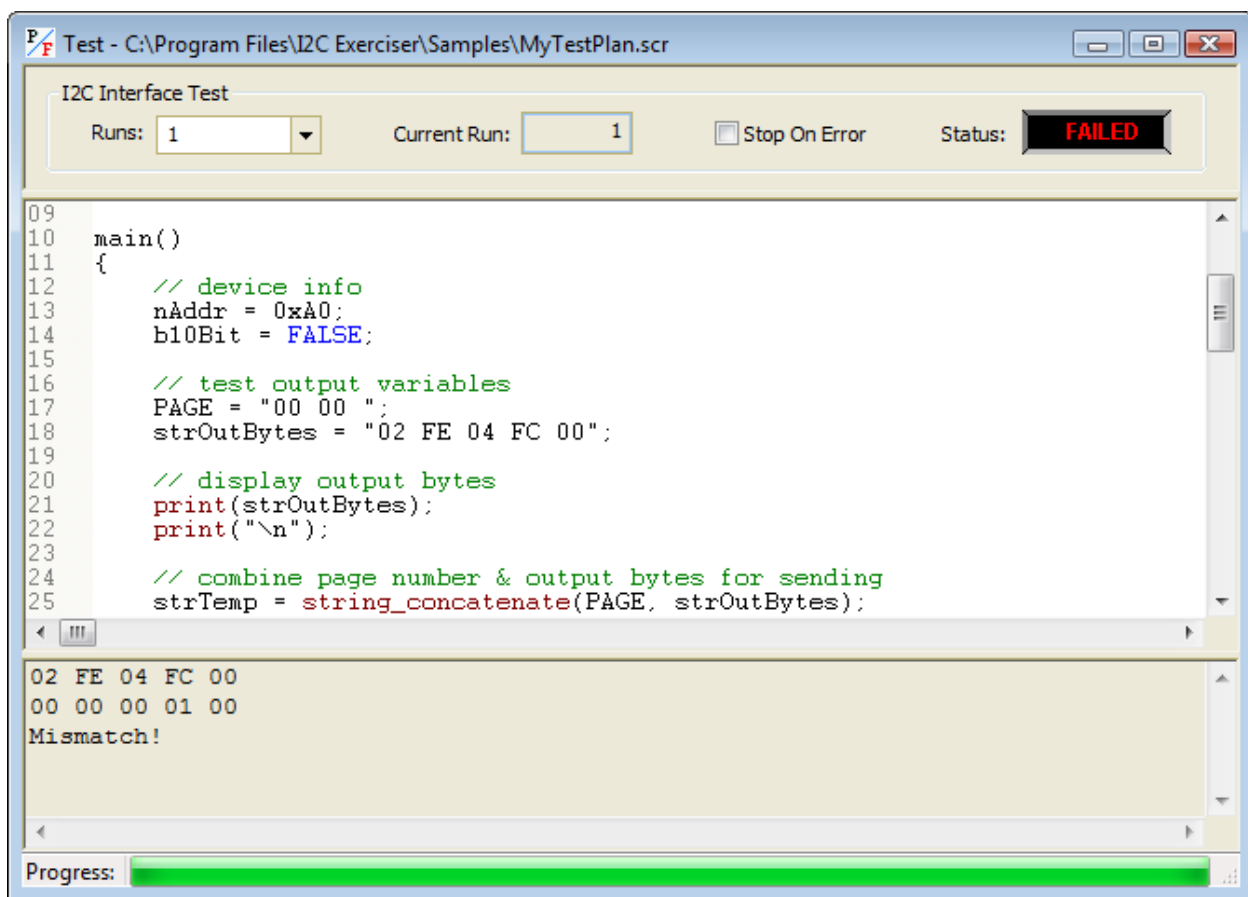 P/F Test - C:\Program Files\I2C Exerciser\Samples\MyTestPlan.scr
I2C Interface Test
Runs: 1 Current Run: 1 Stop On Error Status: FAILED
09
10 main()
11 {
12 // device info
13 nAddr = 0xA0;
14 b10Bit = FALSE;
15
16 // test output variables
17 PAGE = "00 00 ";
18 strOutBytes = "02 FE 04 FC 00";
19
20 // display output bytes
21 print(strOutBytes);
22 print("\n");
23
24 // combine page number & output bytes for sending
25 strTemp = string_concatenate(PAGE, strOutBytes);
02 FE 04 FC 00
00 00 00 01 00
Mismatch!
Progress: